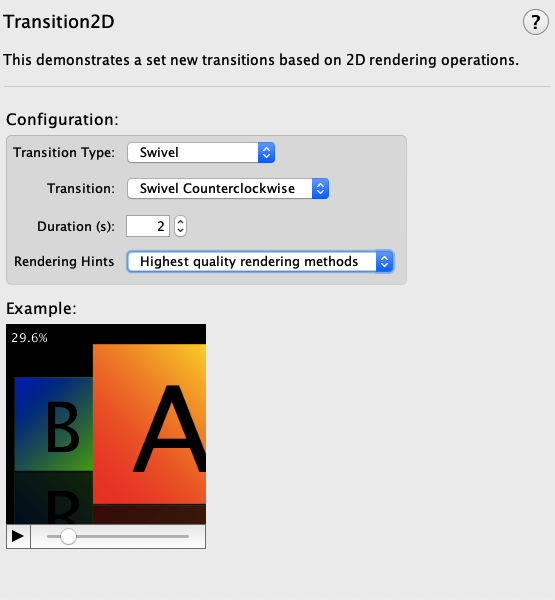 Transition2D
?
This demonstrates a set new transitions based on 2D rendering operations.
Configuration:
Transition Type: Swivel
Transition: Swivel Counterclockwise
Duration (s): 2
Rendering Hints Highest quality rendering methods
Example:
29.6%
B A
B